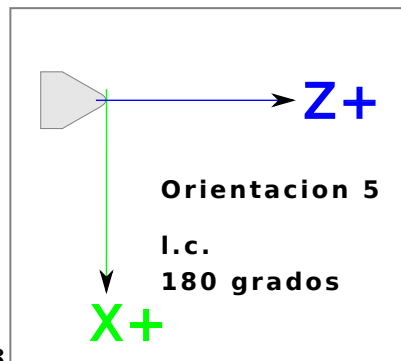 Z+
Orientacion 5
l.c.
180 grados
X+